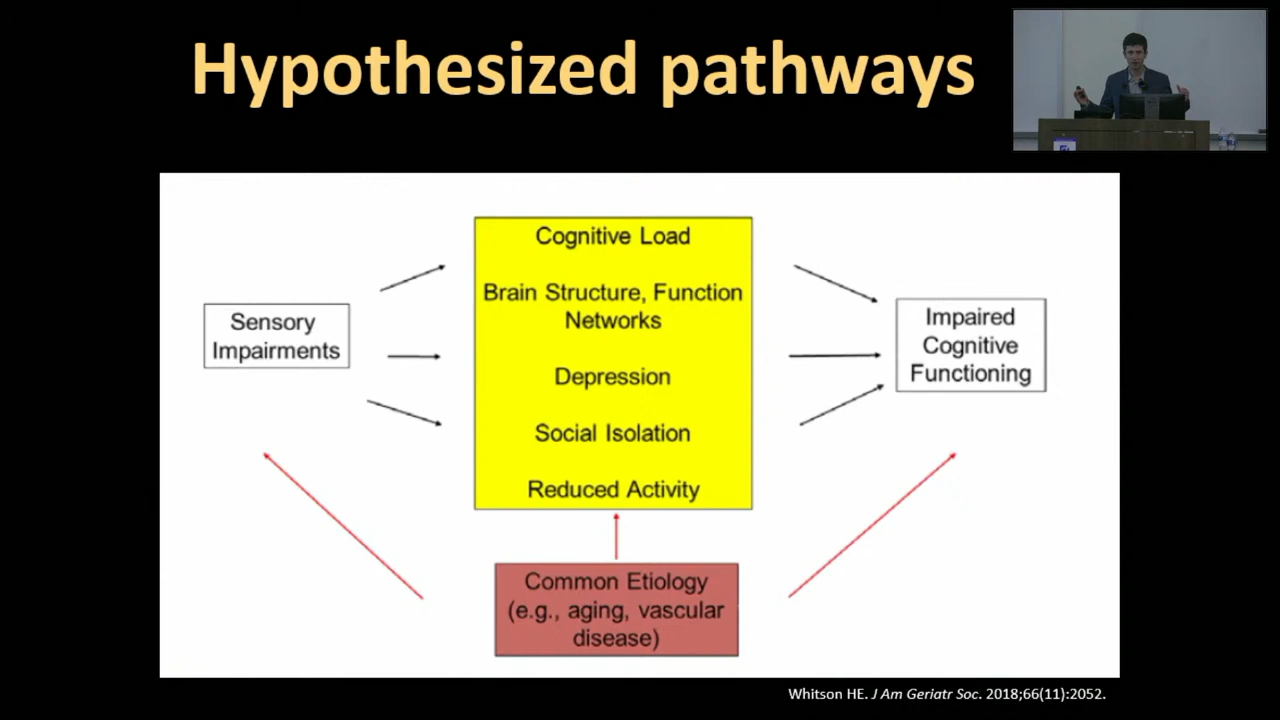 Hypothesized pathways
Sensory
Impairments
Cognitive Load
Brain Structure, Function
Networks
Depression
Social Isolation
Reduced Activity
Impaired
Cognitive
Functioning
Common Etiology
(e.g., aging, vascular
disease)
Whitson HE. J Am Geriatr Soc. 2018;66(11):2052.